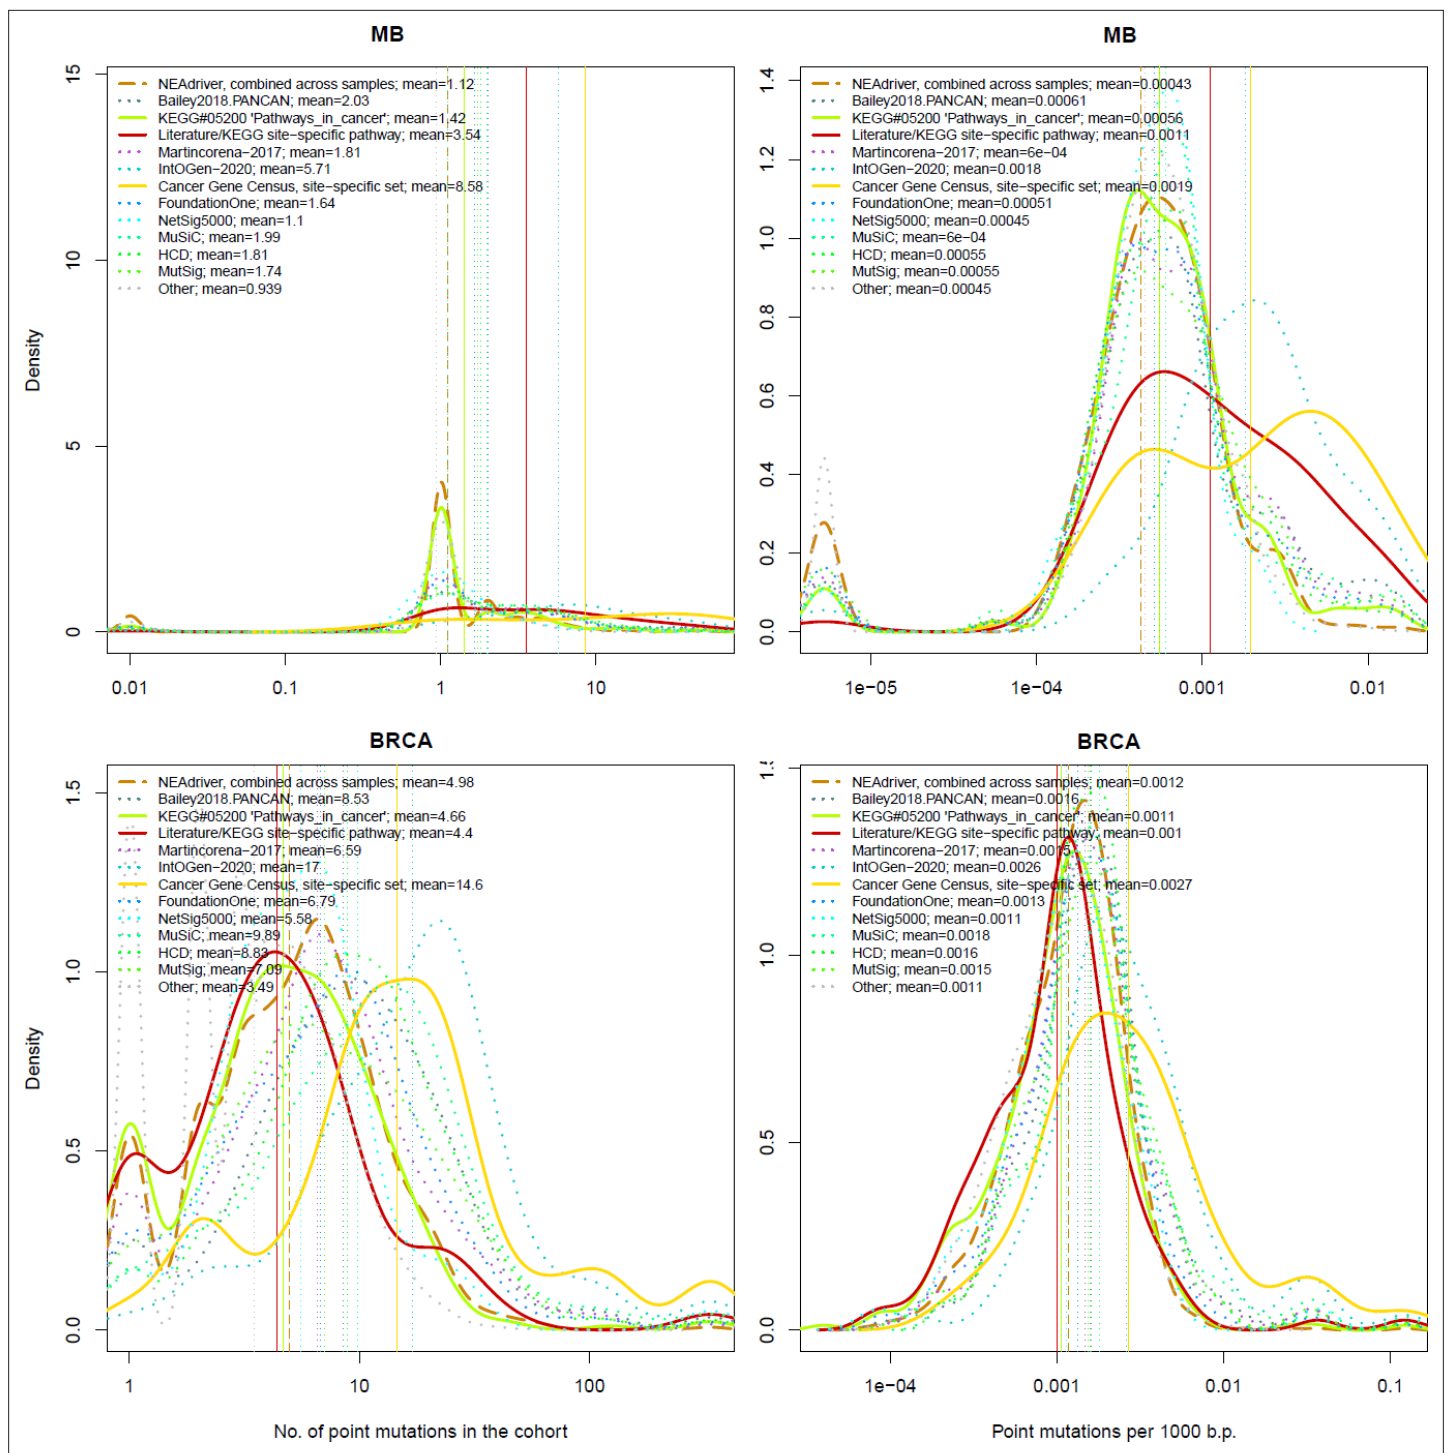 MB
15
10
5
0
Density
NEAdriver, combined across samples; mean=1.12
Bailey2018.PANCAN; mean=2.03
KEGG#05200 'Pathways_in_cancer'; mean=1.42
Literature/KEGG site-specific pathway; mean=3.54
Martincorena-2017; mean=1.81
IntOGen-2020; mean=5.71
Cancer Gene Census, site-specific set; mean=8.58
FoundationOne; mean=1.64
NetSig5000; mean=1.1
MuSiC; mean=1.99
HCD; mean=1.81
MutSig; mean=1.74
Other; mean=0.939
0.01 0.1 1 10
MB
1.4
1.2
1.0
0.8
0.6
0.4
0.2
0.0
NEAdriver, combined across samples; mean=0.00043
Bailey2018.PANCAN; mean=0.00061
KEGG#05200 'Pathways_in_cancer'; mean=0.00056
Literature/KEGG site-specific pathway; mean=0.0011
Martincorena-2017; mean=6e-04
IntOGen-2020; mean=0.0018
Cancer Gene Census, site-specific set; mean=0.0019
FoundationOne; mean=0.00051
NetSig5000; mean=0.00045
MuSiC; mean=6e-04
HCD; mean=0.00055
MutSig; mean=0.00055
Other; mean=0.00045
1e-05 1e-04 0.001 0.01
BRCA
1.5
1.0
0.5
0.0
Density
NEAdriver, combined across samples; mean=4.98
Bailey2018.PANCAN; mean=8.53
KEGG#05200 'Pathways_in_cancer'; mean=4.66
Literature/KEGG site-specific pathway; mean=4.4
Martincorena-2017; mean=6.59
IntOGen-2020; mean=17
Cancer Gene Census, site-specific set; mean=14.6
FoundationOne; mean=6.79
NetSig5000; mean=5.58
MuSiC; mean=9.89
HCD; mean=8.83
MutSig; mean=7.09
Other; mean=3.49
1 10 100
No. of point mutations in the cohort
BRCA
1.5
1.0
0.5
0.0
NEAdriver, combined across samples; mean=0.0012
Bailey2018.PANCAN; mean=0.0016
KEGG#05200 'Pathways_in_cancer'; mean=0.0011
Literature/KEGG site-specific pathway; mean=0.001
Martincorena-2017; mean=0.0015
IntOGen-2020; mean=0.0026
Cancer Gene Census, site-specific set; mean=0.0027
FoundationOne; mean=0.0013
NetSig5000; mean=0.0011
MuSiC; mean=0.0018
HCD; mean=0.0016
MutSig; mean=0.0015
Other; mean=0.0011
1e-04 0.001 0.01 0.1
Point mutations per 1000 b.p.